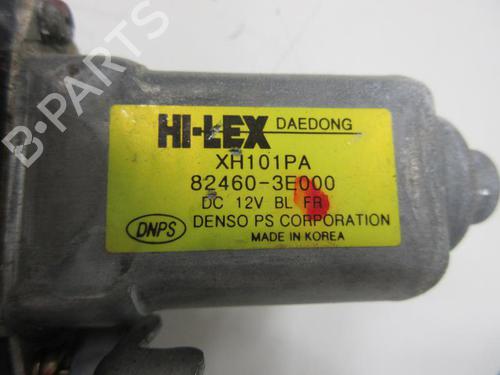 HI-LEX DAEDONG
XH101PA
82460-3E000
DC 12V BL FR
DNPS DENSO PS CORPORATION
MADE IN KOREA
B-PARTS